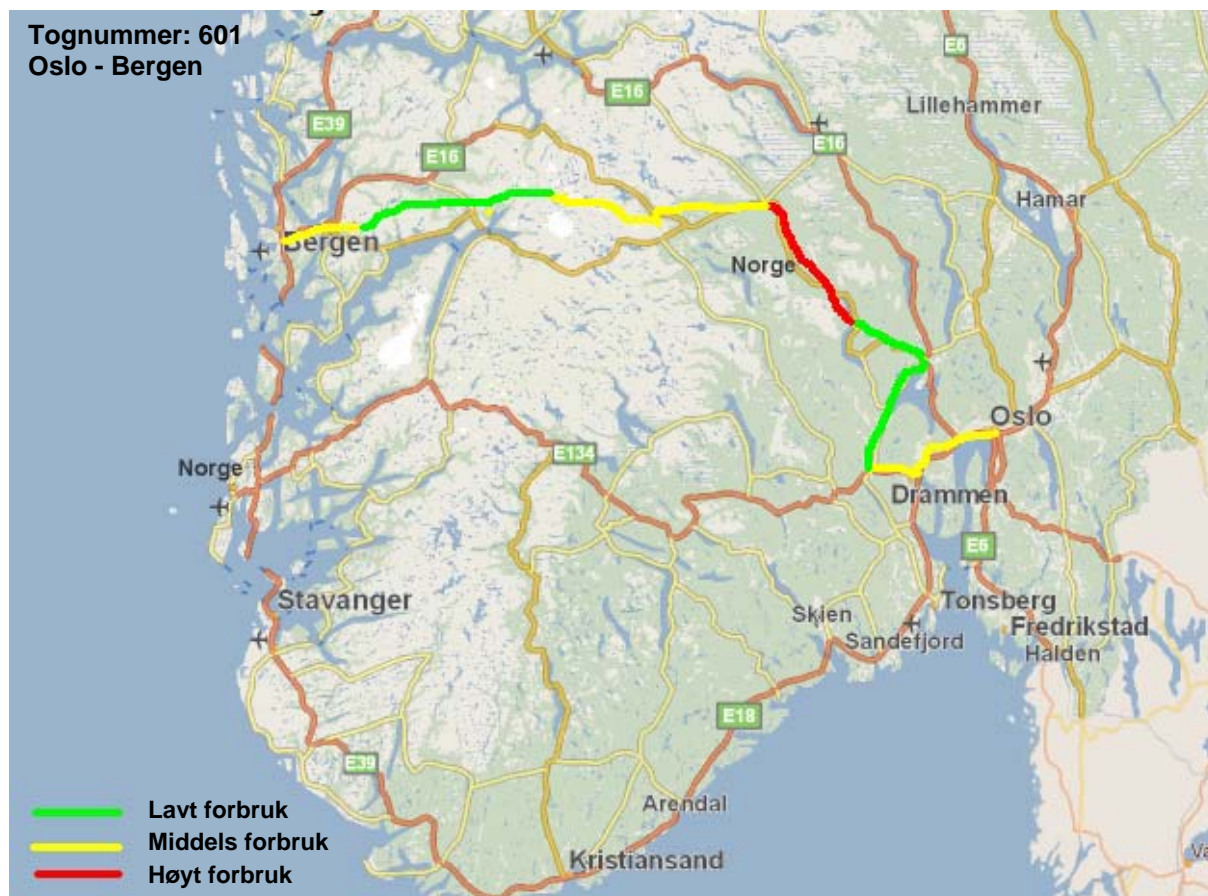 Tognummer: 601
Oslo - Bergen
E6
E16
Lillehammer
E39
E16
E16
Hamar
Bergen
Norge
Oslo
E134
Norge
Drammen
E6
Stavanger
Tonsberg
Skien
Fredrikstad
Sandefjord
Halden
E18
E39
Arendal
Lavt forbruk
Middels forbruk
Kristiansand
Høyt forbruk